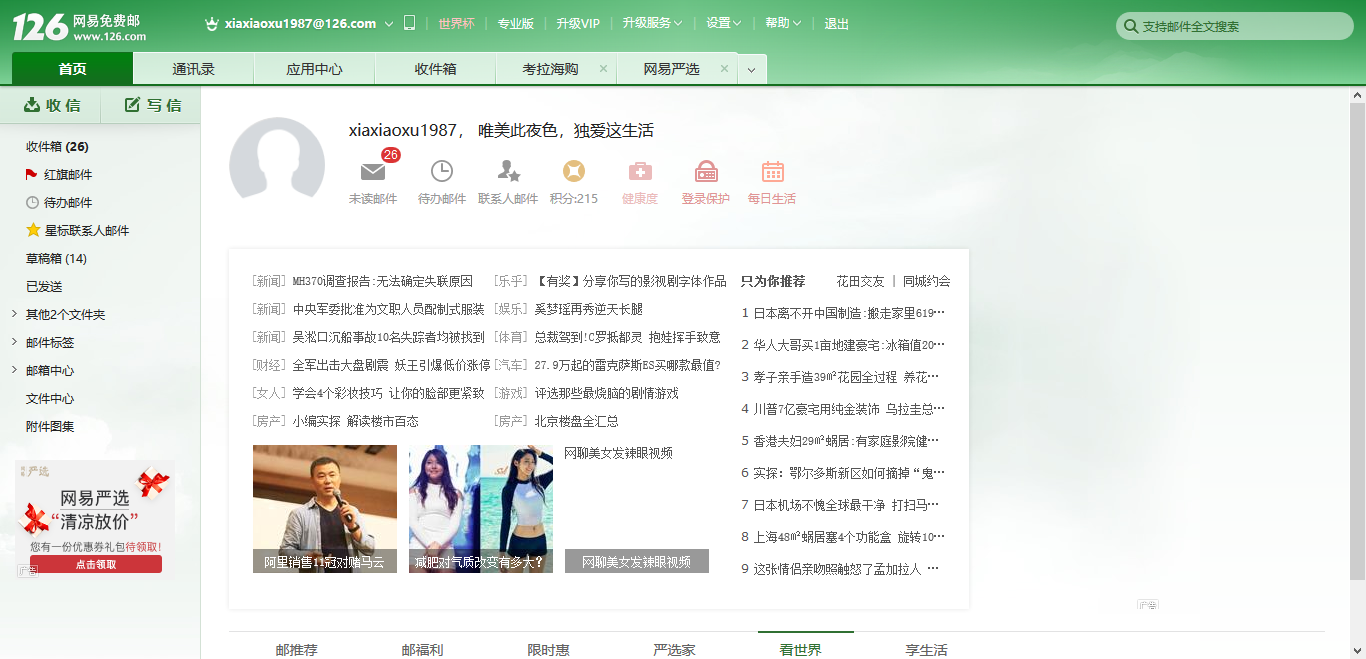 126 网易免费邮
www.126.com
xiaxiaoxu1987@126.com 世界杯 专业版 升级VIP 升级服务 设置 帮助 退出
支持邮件全文搜索
首页 通讯录 应用中心 收件箱 考拉海购 网易严选
收 信 写 信
收件箱 (26)
红旗邮件
待办邮件
星标联系人邮件
草稿箱 (14)
已发送
其他2个文件夹
邮件标签
邮箱中心
文件中心
附件图集
严选
网易严选
“清凉放价”
您有一份优惠券礼包待领取!
点击领取
广告
xiaxiaoxu1987， 唯美此夜色，独爱这生活
26
未读邮件 待办邮件 联系人邮件 积分:215 健康度 登录保护 每日生活
[新闻] MH370调查报告:无法确定失联原因
[新闻] 中央军委批准为文职人员配制式服装
[新闻] 吴淞口沉船事故10名失踪者均被找到
[财经] 全军出击大盘剧震 妖王引爆低价涨停
[女人] 学会4个彩妆技巧 让你的脸部更紧致
[房产] 小编实探 解读楼市百态
[乐乎] 【有奖】分享你写的影视剧字体作品
[娱乐] 奚梦瑶再秀逆天长腿
[体育] 总裁驾到!C罗抵都灵 抱娃挥手致意
[汽车] 27.9万起的雷克萨斯ES买哪款最值?
[游戏] 评选那些最烧脑的剧情游戏
[房产] 北京楼盘全汇总
阿里销售11冠对赌马云
减肥对气质改变有多大?
网聊美女发辣眼视频
网聊美女发辣眼视频
只为你推荐 花田交友 | 同城约会
1 日本离不开中国制造:搬走家里619…
2 华人大哥买1亩地建豪宅:冰箱值20…
3 孝子亲手造39㎡花园全过程 养花…
4 川普7亿豪宅用纯金装饰 乌拉圭总…
5 香港夫妇29㎡蜗居:有家庭影院健…
6 实探：鄂尔多斯新区如何摘掉“鬼…
7 日本机场不愧全球最干净 打扫马…
8 上海48㎡蜗居塞4个功能盒 旋转10…
9 这张情侣亲吻照触怒了孟加拉人 …
广告
邮推荐 邮福利 限时惠 严选家 看世界 享生活